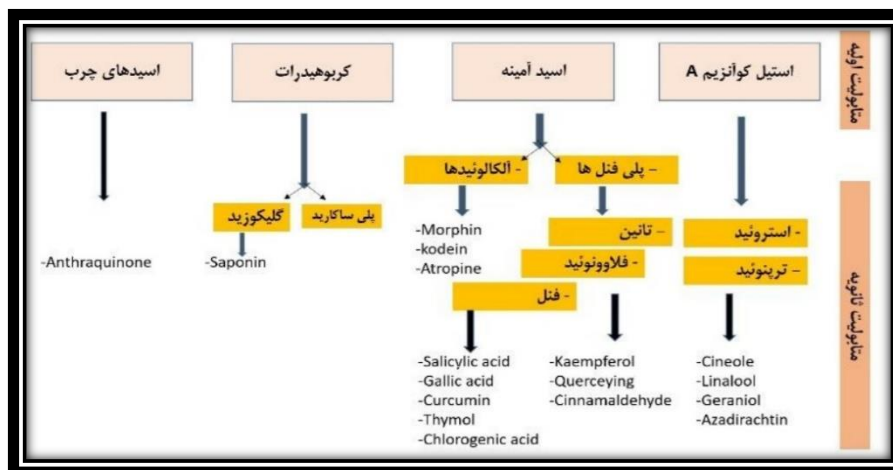 متابولیت اولیه
استیل کوآنزیم A
اسید آمینه
کربوهیدرات
اسیدهای چرب
متابولیت ثانویه
- استروئید
- ترپنوئید
-Cineole
-Linalool
-Geraniol
-Azadirachtin
- پلی فنل ها
- آلکالوئیدها
- تانین
- فلاوونوئید
- فنل
-Morphin
-kodein
-Atropine
-Kaempferol
-Querceying
-Cinnamaldehyde
-Salicylic acid
-Gallic acid
-Curcumin
-Thymol
-Chlorogenic acid
پلی ساکارید
گلیکوزید
-Saponin
-Anthraquinone